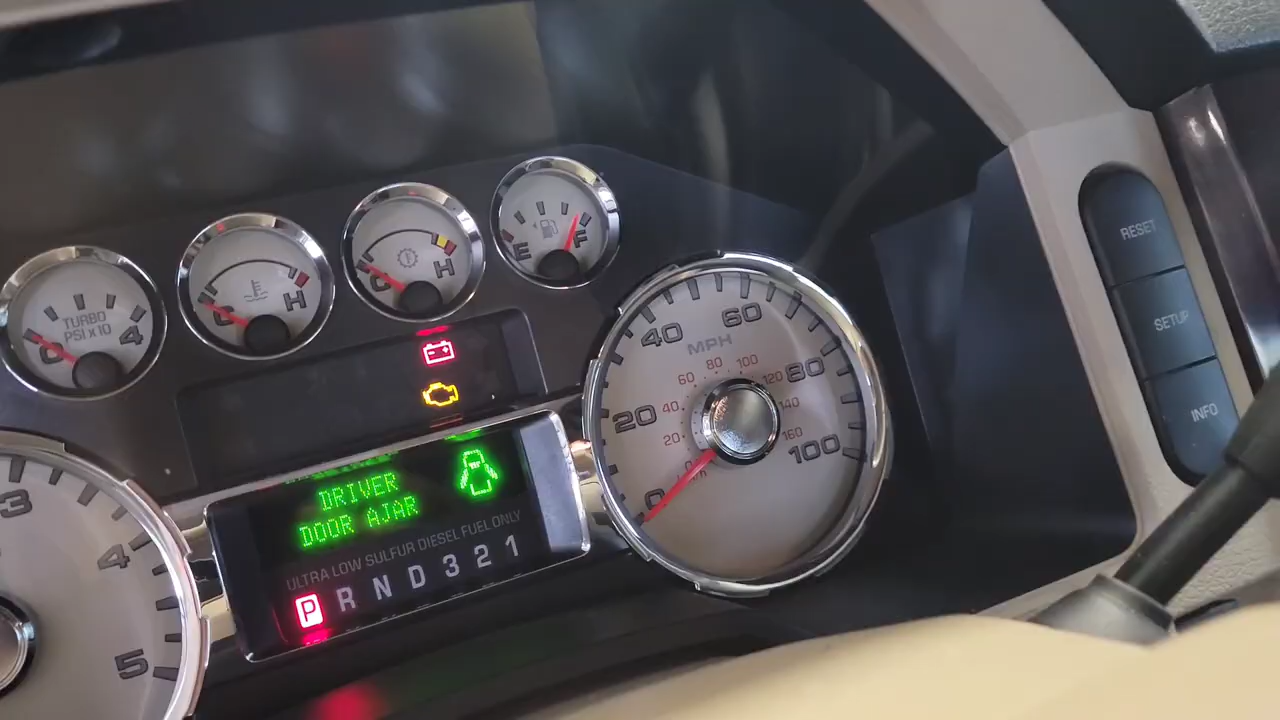 TURBO
PSI x 10
0 4
C H
C H
E F
MPH
0 20 40 60 80 100
0 20 40 60 80 100 120 140 160
km/h
3
4
5
DRIVER
DOOR AJAR
ULTRA LOW SULFUR DIESEL FUEL ONLY
P R N D 3 2 1
RESET
SETUP
INFO